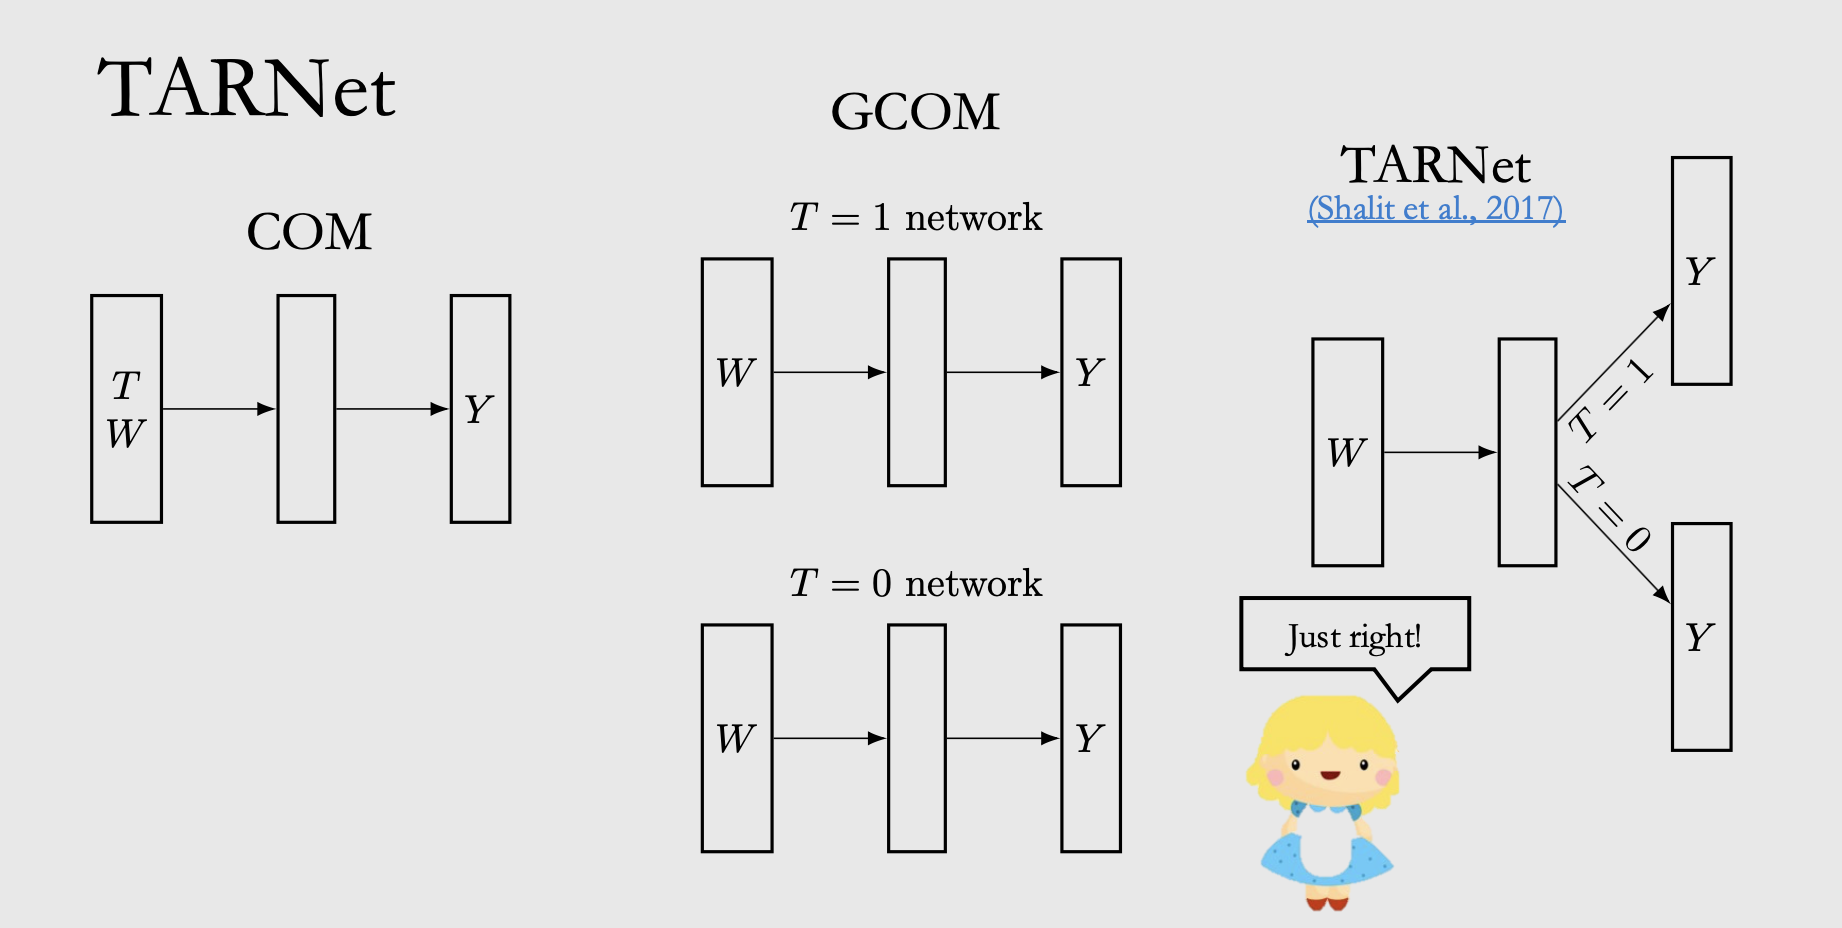 TARNet
COM
T
W
Y
GCOM
T = 1 network
W
Y
T = 0 network
W
Y
TARNet
(Shalit et al., 2017)
W
T = 1
Y
T = 0
Y
Just right!